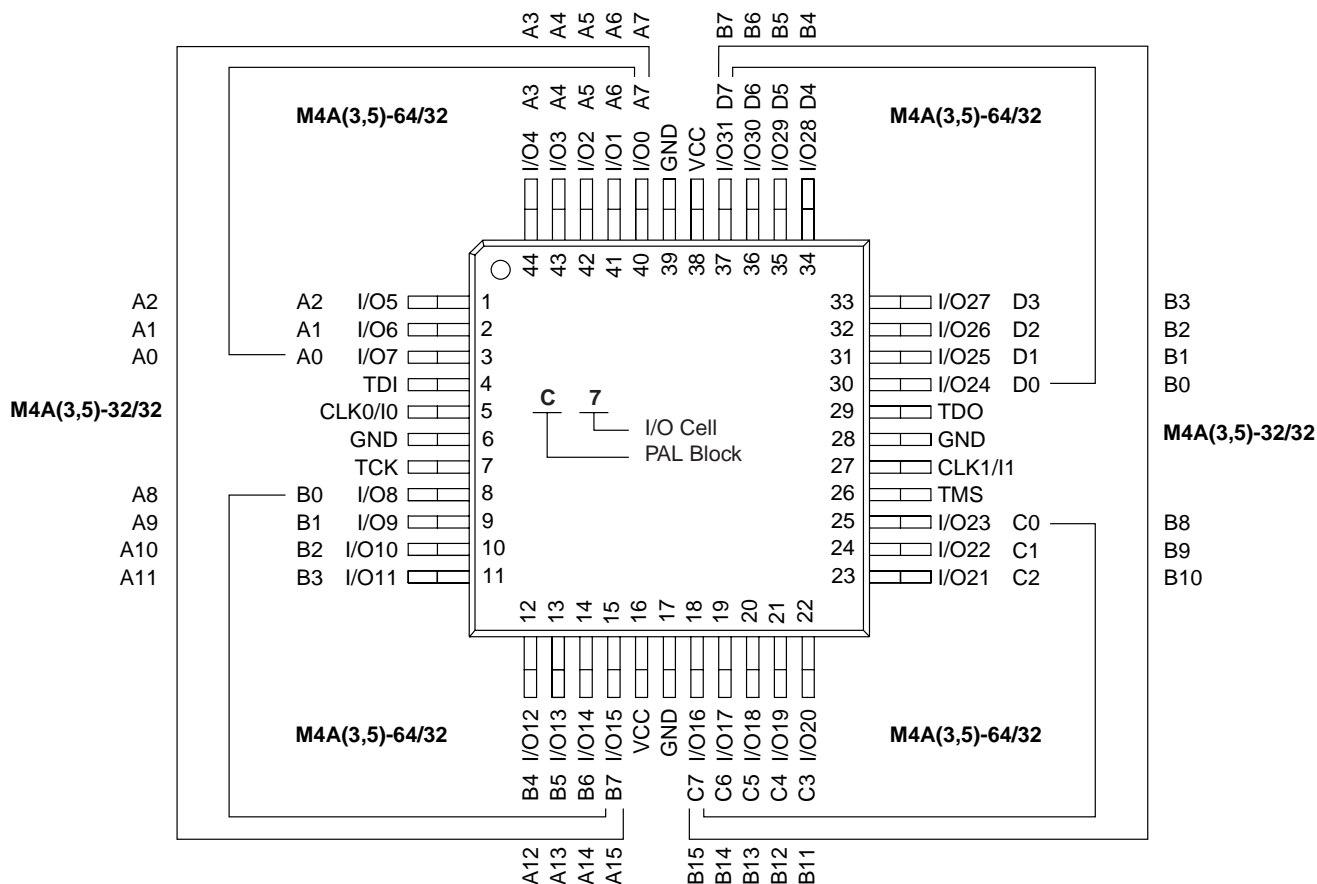 A3 A4 A5 A6 A7 B7 B6 B5 B4
A3 A4 A5 A6 A7 D7 D6 D5 D4
M4A(3,5)-64/32 M4A(3,5)-64/32
I/O4 I/O3 I/O2 I/O1 I/O0 GND VCC I/O31 I/O30 I/O29 I/O28
44 43 42 41 40 39 38 37 36 35 34
A2 A2 I/O5 1 33 I/O27 D3 B3
A1 A1 I/O6 2 32 I/O26 D2 B2
A0 A0 I/O7 3 31 I/O25 D1 B1
TDI 4 30 I/O24 D0 B0
M4A(3,5)-32/32 CLK0/I0 5 C 7 29 TDO
I/O Cell
GND 6 28 GND M4A(3,5)-32/32
PAL Block
TCK 7 27 CLK1/I1
A8 B0 I/O8 8 26 TMS
A9 B1 I/O9 9 25 I/O23 C0 B8
A10 B2 I/O10 10 24 I/O22 C1 B9
A11 B3 I/O11 11 23 I/O21 C2 B10
12 13 14 15 16 17 18 19 20 21 22
I/O12 I/O13 I/O14 I/O15 VCC GND I/O16 I/O17 I/O18 I/O19 I/O20
M4A(3,5)-64/32 M4A(3,5)-64/32
B4 B5 B6 B7 C7 C6 C5 C4 C3
A12 A13 A14 A15 B15 B14 B13 B12 B11